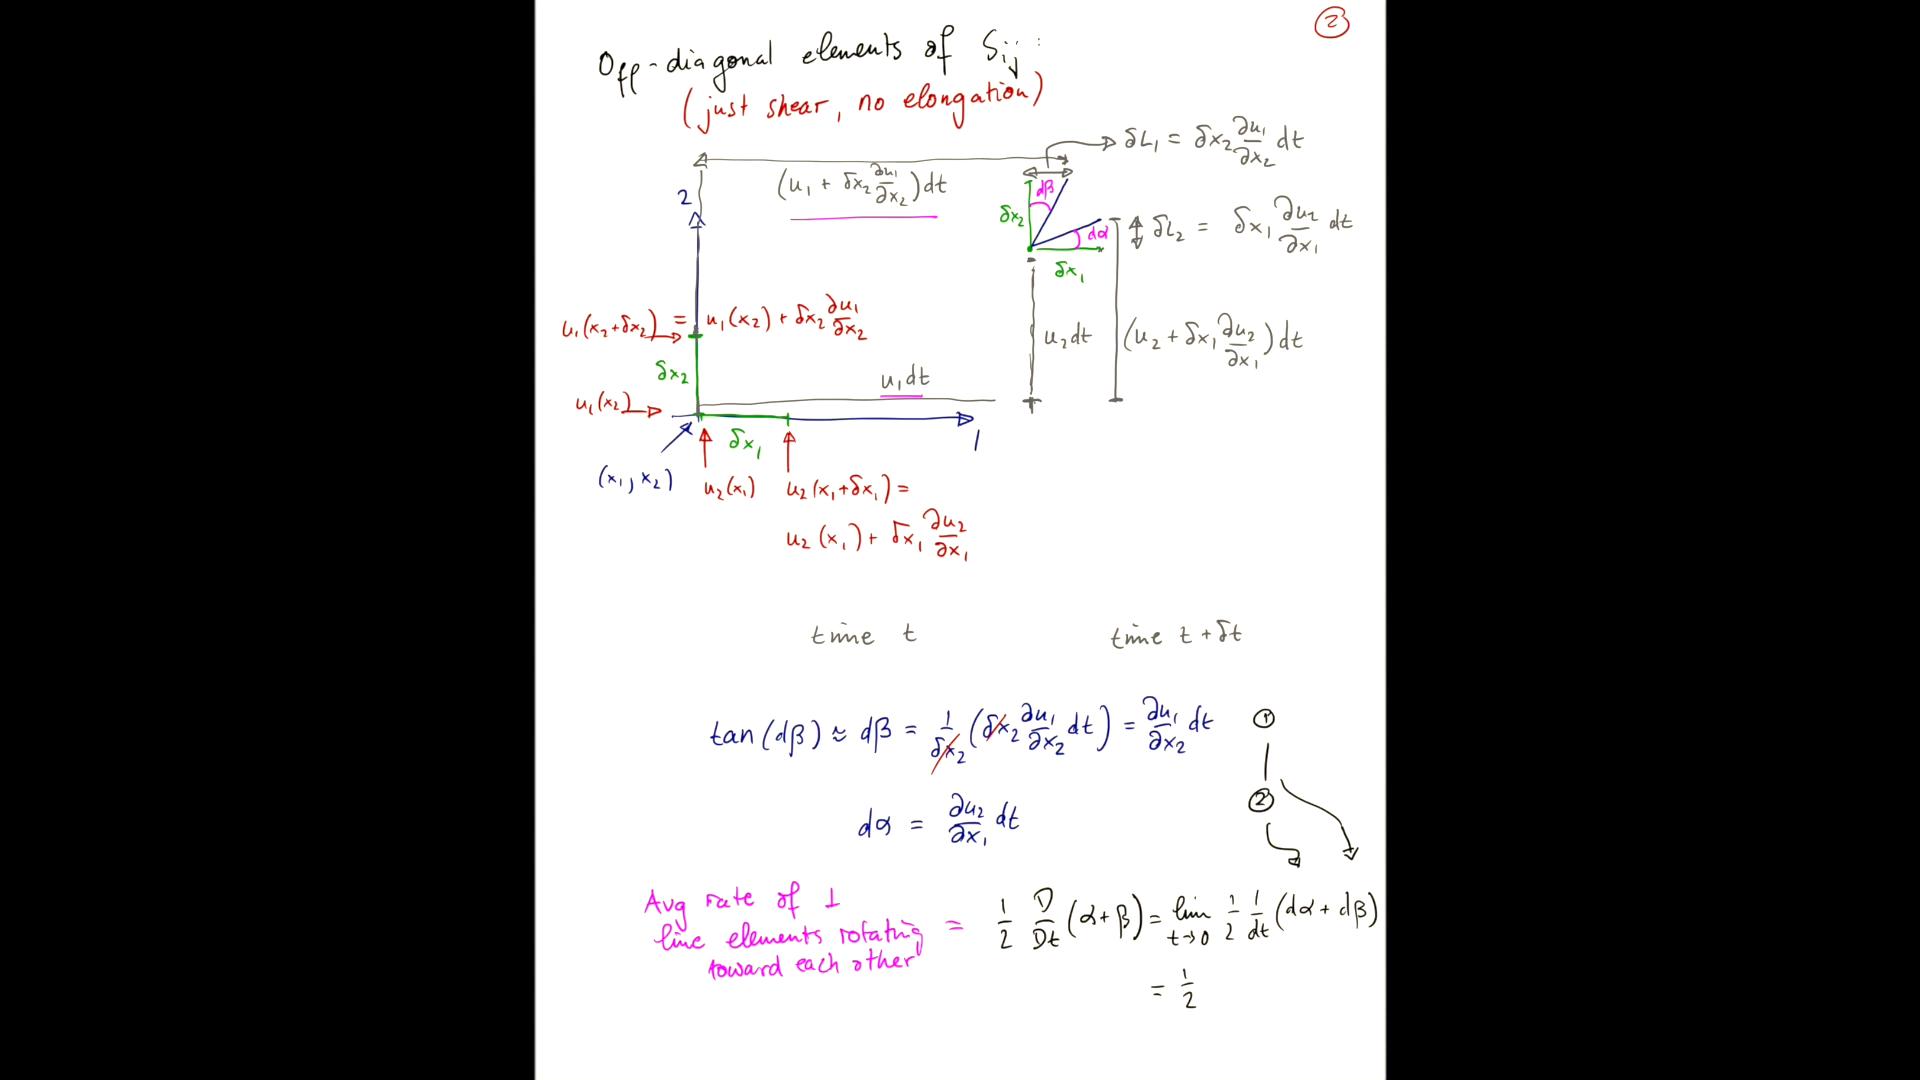 ②
Off-diagonal elements of Sij:
(just shear, no elongation)
δL₁ = δx₂ ∂u₁/∂x₂ dt
(u₁ + δx₂ ∂u₁/∂x₂) dt
dβ
2
δx₂
dα
δL₂ = δx₁ ∂u₂/∂x₁ dt
δx₁
u₁(x₂+δx₂) = u₁(x₂) + δx₂ ∂u₁/∂x₂
u₂dt
(u₂ + δx₁ ∂u₂/∂x₁) dt
δx₂
u₁dt
u₁(x₂)
δx₁
1
(x₁, x₂)
u₂(x₁)
u₂(x₁+δx₁) =
u₂(x₁) + δx₁ ∂u₂/∂x₁
time t
time t + δt
tan(dβ) ≈ dβ = 1/δx₂ (δx₂ ∂u₁/∂x₂ dt) = ∂u₁/∂x₂ dt ①
dα = ∂u₂/∂x₁ dt ②
Avg rate of ⊥
line elements rotating
toward each other
= 1/2 D/Dt (α+β) = lim t→0 1/2 1/dt (dα + dβ)
= 1/2